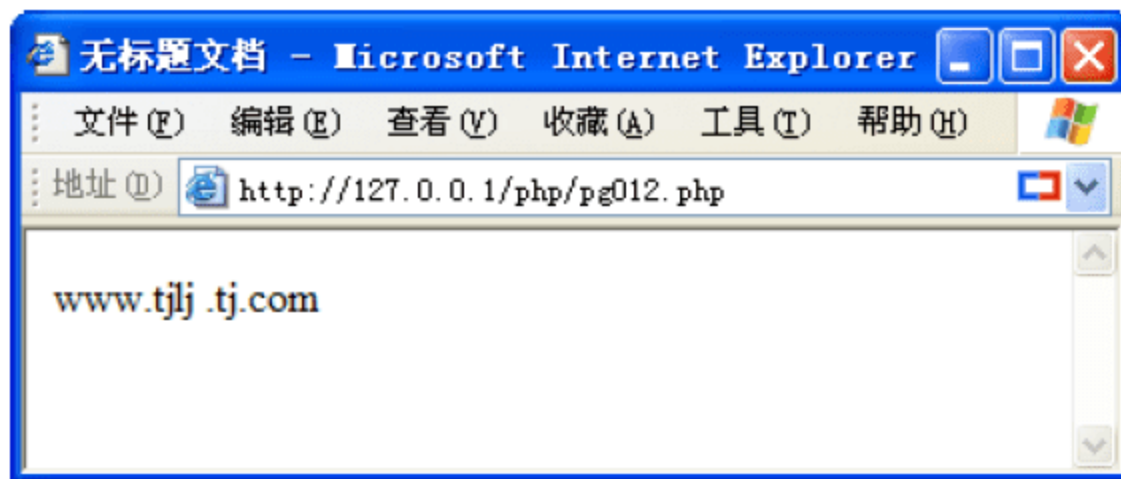 无标题文档 - Microsoft Internet Explorer
文件(F) 编辑(E) 查看(V) 收藏(A) 工具(T) 帮助(H)
地址(D) http://127.0.0.1/php/pg012.php
www.tjlj .tj.com